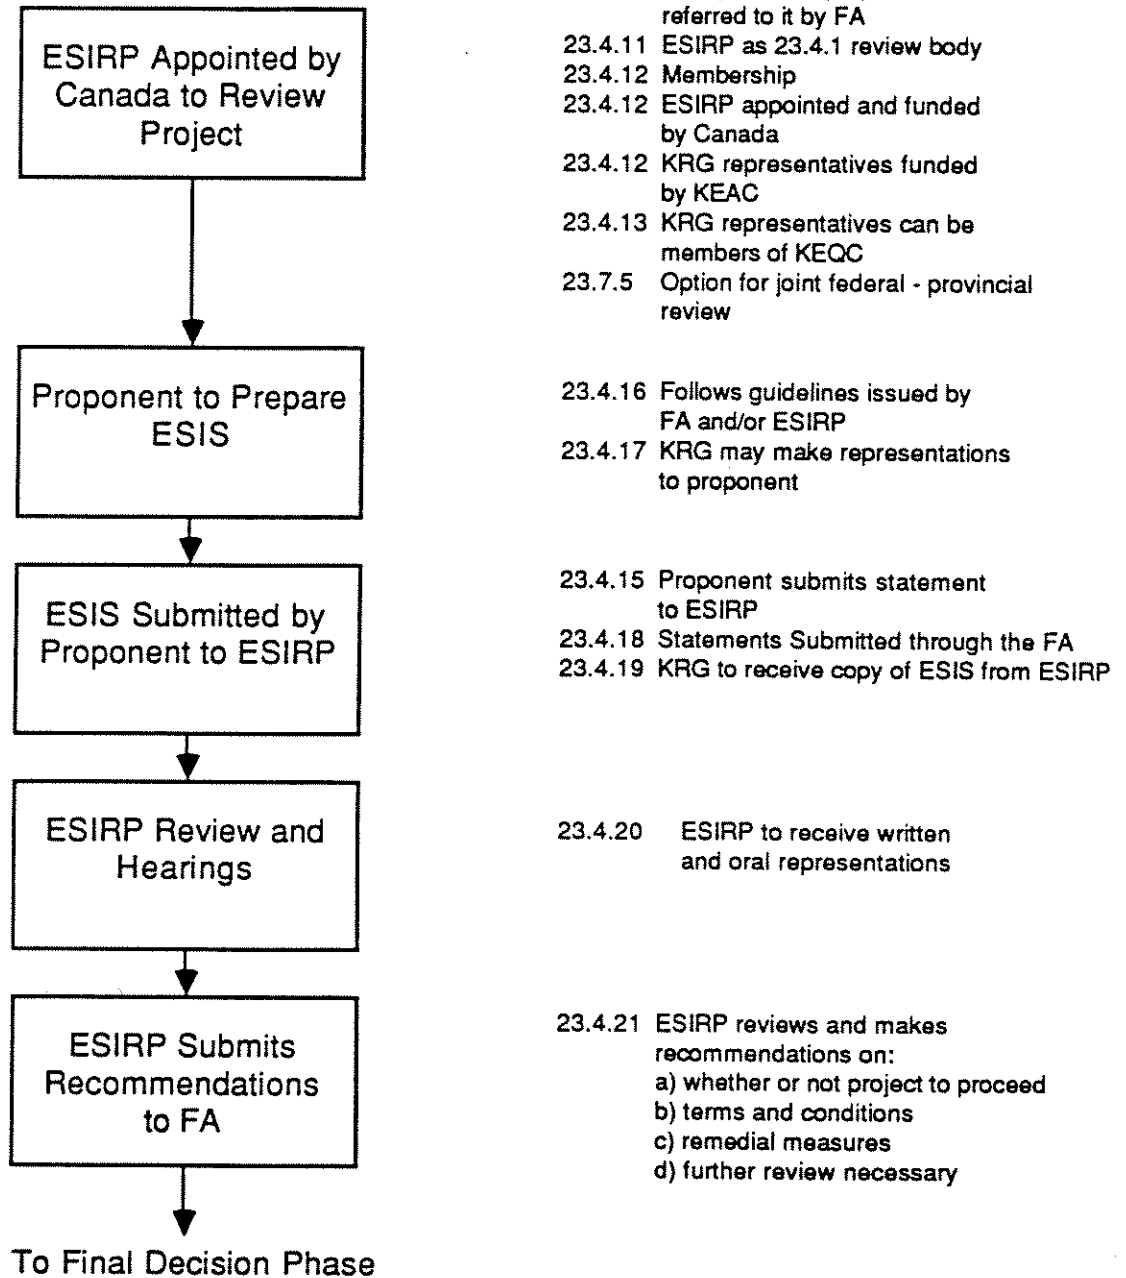 referred to it by FA
ESIRP Appointed by
Canada to Review
Project
23.4.11 ESIRP as 23.4.1 review body
23.4.12 Membership
23.4.12 ESIRP appointed and funded
by Canada
23.4.12 KRG representatives funded
by KEAC
23.4.13 KRG representatives can be
members of KEQC
23.7.5 Option for joint federal - provincial
review
Proponent to Prepare
ESIS
23.4.16 Follows guidelines issued by
FA and/or ESIRP
23.4.17 KRG may make representations
to proponent
ESIS Submitted by
Proponent to ESIRP
23.4.15 Proponent submits statement
to ESIRP
23.4.18 Statements Submitted through the FA
23.4.19 KRG to receive copy of ESIS from ESIRP
ESIRP Review and
Hearings
23.4.20 ESIRP to receive written
and oral representations
ESIRP Submits
Recommendations
to FA
23.4.21 ESIRP reviews and makes
recommendations on:
a) whether or not project to proceed
b) terms and conditions
c) remedial measures
d) further review necessary
To Final Decision Phase